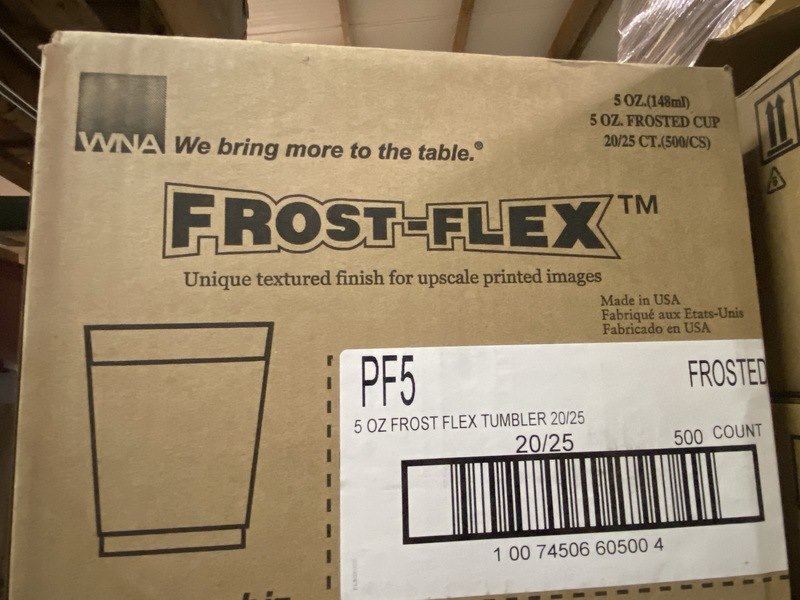 WNA We bring more to the table.®
5 OZ.(148ml)
5 OZ. FROSTED CUP
20/25 CT.(500/CS)
FROST-FLEX™
Unique textured finish for upscale printed images
Made in USA
Fabriqué aux Etats-Unis
Fabricado en USA
PF5 FROSTED
5 OZ FROST FLEX TUMBLER 20/25
20/25 500 COUNT
1 00 74506 60500 4